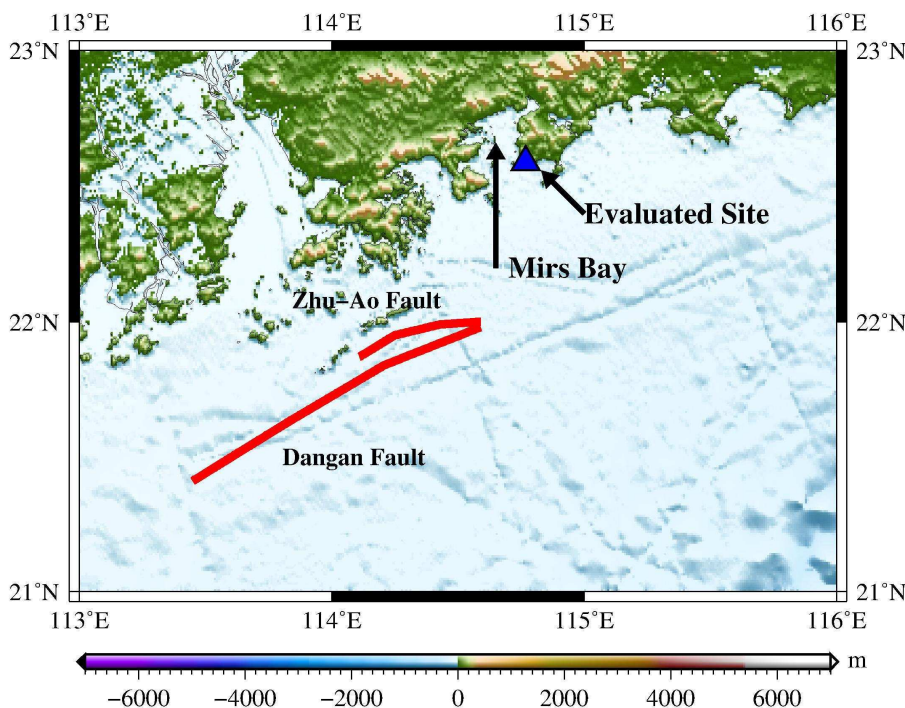 113˚E 114˚E 115˚E 116˚E
23˚N 23˚N
Evaluated Site
Mirs Bay
Zhu−Ao Fault
22˚N 22˚N
Dangan Fault
21˚N 21˚N
113˚E 114˚E 115˚E 116˚E
m
−6000 −4000 −2000 0 2000 4000 6000